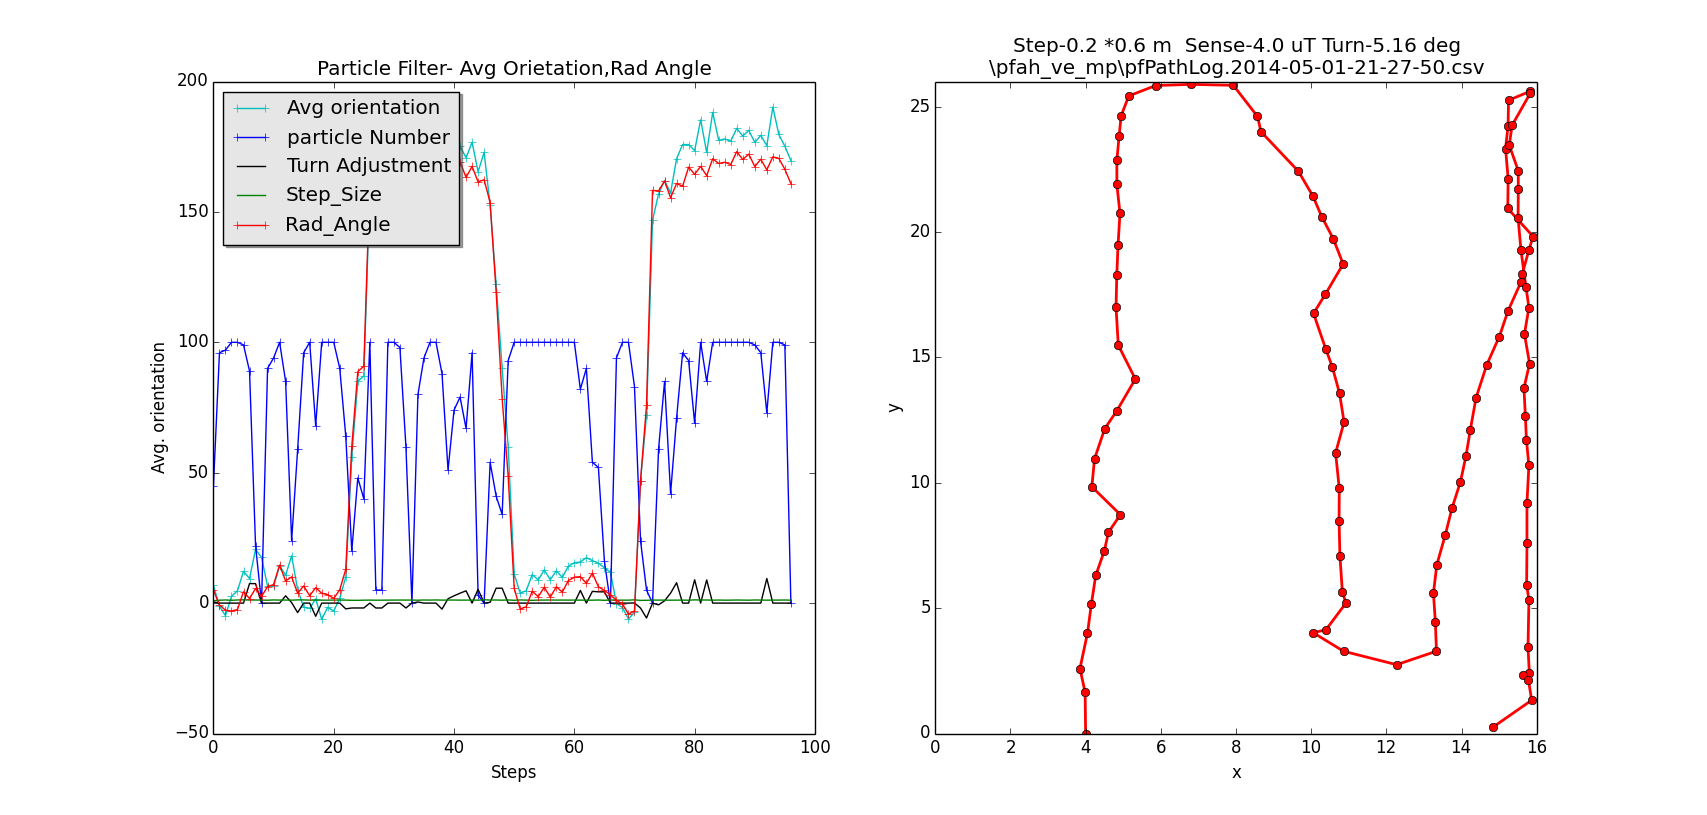 Particle Filter- Avg Orietation,Rad Angle
200
150
100
50
0
−50
Avg. orientation
Avg orientation
particle Number
Turn Adjustment
Step_Size
Rad_Angle
0 20 40 60 80 100
Steps
Step-0.2 *0.6 m Sense-4.0 uT Turn-5.16 deg
\pfah_ve_mp\pfPathLog.2014-05-01-21-27-50.csv
25
20
15
10
5
0
y
0 2 4 6 8 10 12 14 16
x